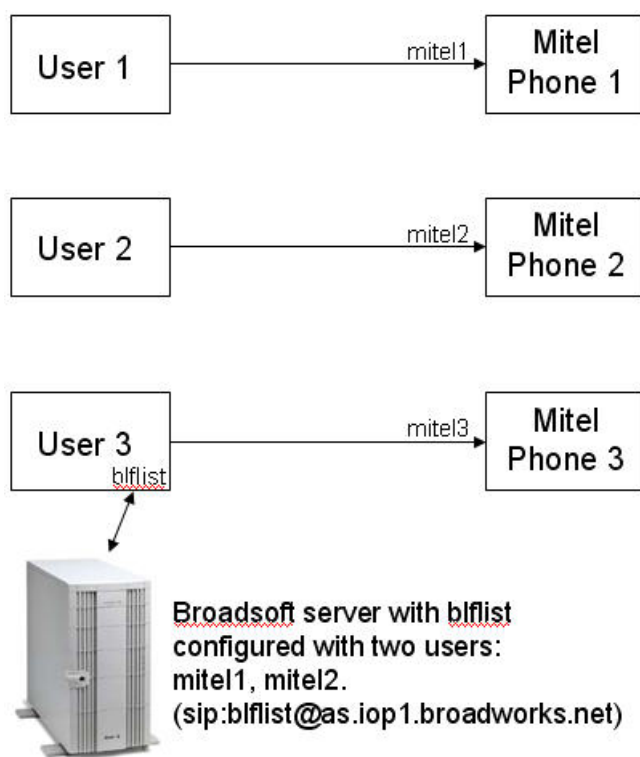 User 1
mitel1
Mitel
Phone 1
User 2
mitel2
Mitel
Phone 2
User 3
blflist
mitel3
Mitel
Phone 3
Broadsoft server with blflist
configured with two users:
mitel1, mitel2.
(sip:blflist@as.iop1.broadworks.net)